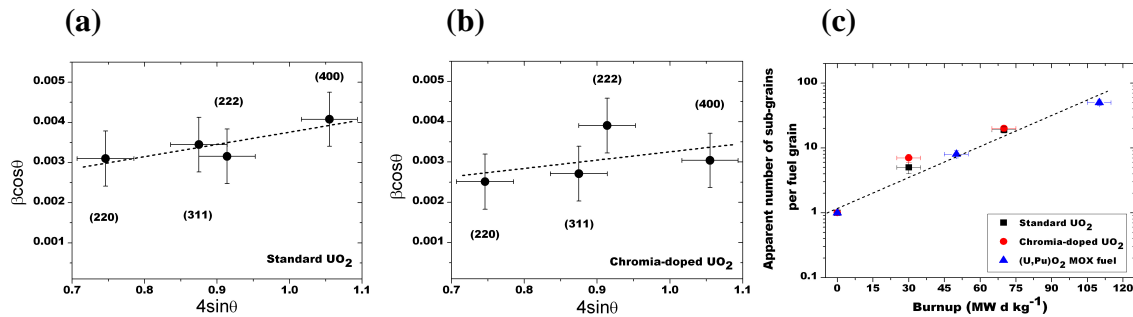 (a)
0.005
0.004
0.003
0.002
0.001
βcosθ
(220)
(311)
(222)
(400)
Standard UO₂
0.7 0.8 0.9 1.0 1.1
4sinθ
(b)
0.005
0.004
0.003
0.002
0.001
βcosθ
(220)
(311)
(222)
(400)
Chromia-doped UO₂
0.7 0.8 0.9 1.0 1.1
4sinθ
(c)
Apparent number of sub-grains
per fuel grain
100
10
1
0.1
Standard UO₂
Chromia-doped UO₂
(U,Pu)O₂ MOX fuel
0 15 30 45 60 75 90 105 120
Burnup (MW d kg⁻¹)